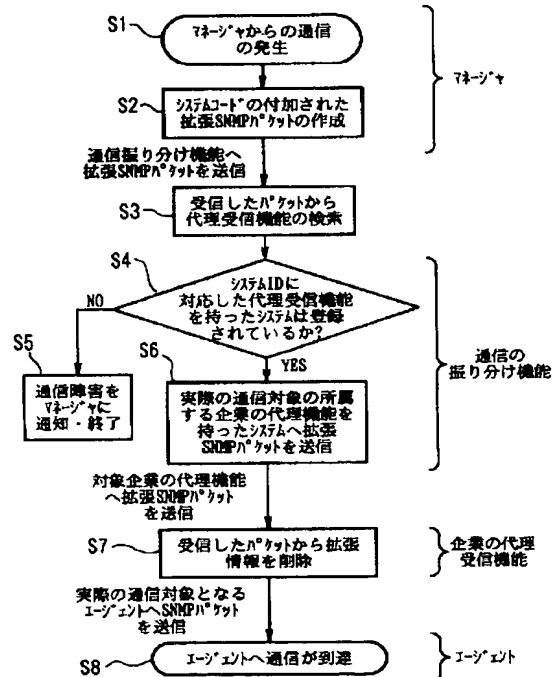 S1
ﾏﾈｰｼﾞｬからの通信
の発生
マネｰｼﾞｬ
S2
ｼｽﾃﾑｺｰﾄﾞの付加された
拡張SNMPﾊﾟｹｯﾄの作成
通信振り分け機能へ
拡張SNMPﾊﾟｹｯﾄを送信
S3
受信したﾊﾟｹｯﾄから
代理受信機能の検索
S4
ｼｽﾃﾑIDに
対応した代理受信機能
を持ったｼｽﾃﾑは登録
されているか?
NO
YES
S5
通信障害を
ﾏﾈｰｼﾞｬに
通知・終了
S6
実際の通信対象の所属
する企業の代理機能を
持ったｼｽﾃﾑへ拡張
SNMPﾊﾟｹｯﾄを送信
通信の
振り分け機能
対象企業の代理機能
へ拡張SNMPﾊﾟｹｯﾄ
を送信
S7
受信したﾊﾟｹｯﾄから拡張
情報を削除
企業の代理
受信機能
実際の通信対象となる
ｴｰｼﾞｪﾝﾄへSNMPﾊﾟｹｯﾄ
を送信
S8
ｴｰｼﾞｪﾝﾄへ通信が到達
ｴｰｼﾞｪﾝﾄ